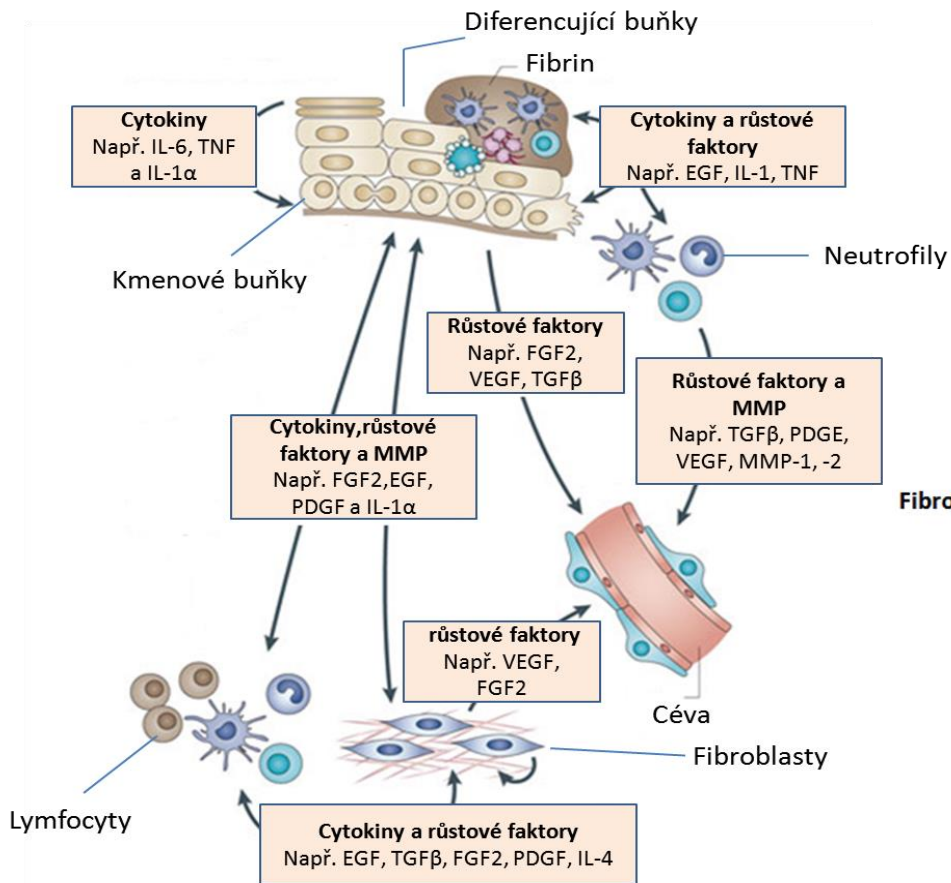 Diferencující buňky
Fibrin
Cytokiny
Např. IL-6, TNF
a IL-1α
Cytokiny a růstové
faktory
Např. EGF, IL-1, TNF
Neutrofily
Kmenové buňky
Růstové faktory
Např. FGF2,
VEGF, TGFβ
Růstové faktory a
MMP
Např. TGFβ, PDGE,
VEGF, MMP-1, -2
Cytokiny,růstové
faktory a MMP
Např. FGF2,EGF,
PDGF a IL-1α
Fibro
růstové faktory
Např. VEGF,
FGF2
Céva
Fibroblasty
Lymfocyty
Cytokiny a růstové faktory
Např. EGF, TGFβ, FGF2, PDGF, IL-4